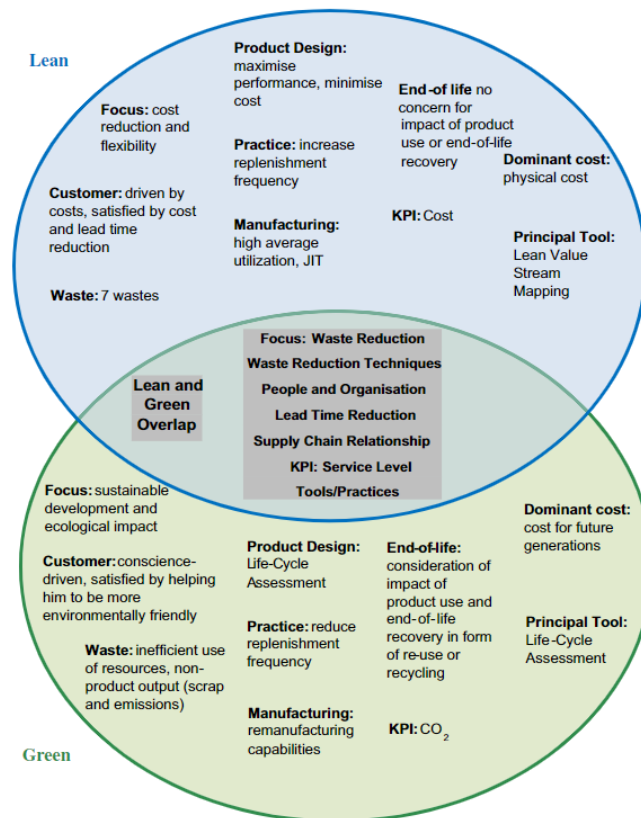 Lean
Product Design:
maximise
performance, minimise
cost
Focus: cost
reduction and
flexibility
End-of life no
concern for
impact of product
use or end-of-life
recovery
Practice: increase
replenishment
frequency
Dominant cost:
physical cost
Customer: driven by
costs, satisfied by cost
and lead time
reduction
Manufacturing:
high average
utilization, JIT
KPI: Cost
Principal Tool:
Lean Value
Stream
Mapping
Waste: 7 wastes
Lean and
Green
Overlap
Focus: Waste Reduction
Waste Reduction Techniques
People and Organisation
Lead Time Reduction
Supply Chain Relationship
KPI: Service Level
Tools/Practices
Focus: sustainable
development and
ecological impact
Dominant cost:
cost for future
generations
Customer: conscience-
driven, satisfied by helping
him to be more
environmentally friendly
Product Design:
Life-Cycle
Assessment
End-of-life:
consideration of
impact of
product use and
end-of-life
recovery in form
of re-use or
recycling
Practice: reduce
replenishment
frequency
Principal Tool:
Life-Cycle
Assessment
Waste: inefficient use
of resources, non-
product output (scrap
and emissions)
Manufacturing:
remanufacturing
capabilities
KPI: CO2
Green